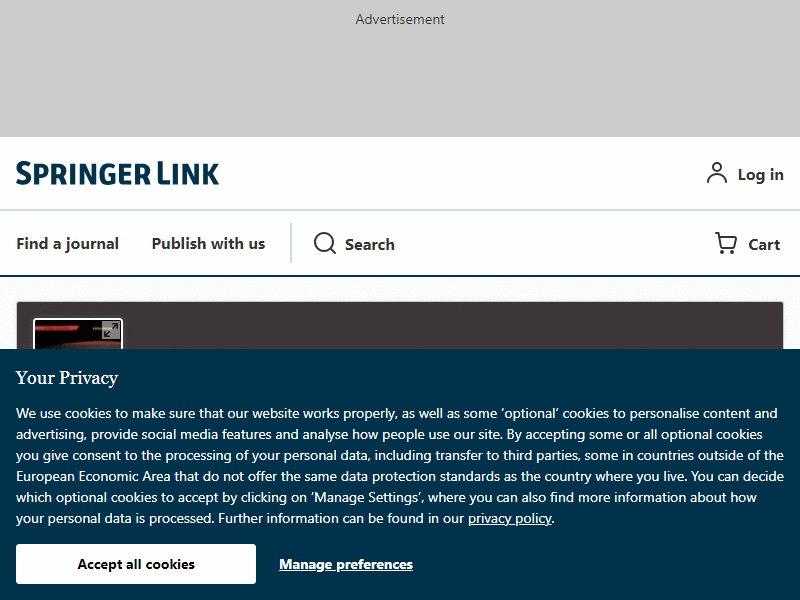 Advertisement
SPRINGER LINK
Log in
Find a journal
Publish with us
Search
Cart
Your Privacy
We use cookies to make sure that our website works properly, as well as some ‘optional’ cookies to personalise content and
advertising, provide social media features and analyse how people use our site. By accepting some or all optional cookies
you give consent to the processing of your personal data, including transfer to third parties, some in countries outside of the
European Economic Area that do not offer the same data protection standards as the country where you live. You can decide
which optional cookies to accept by clicking on ‘Manage Settings’, where you can also find more information about how
your personal data is processed. Further information can be found in our privacy policy.
Accept all cookies
Manage preferences